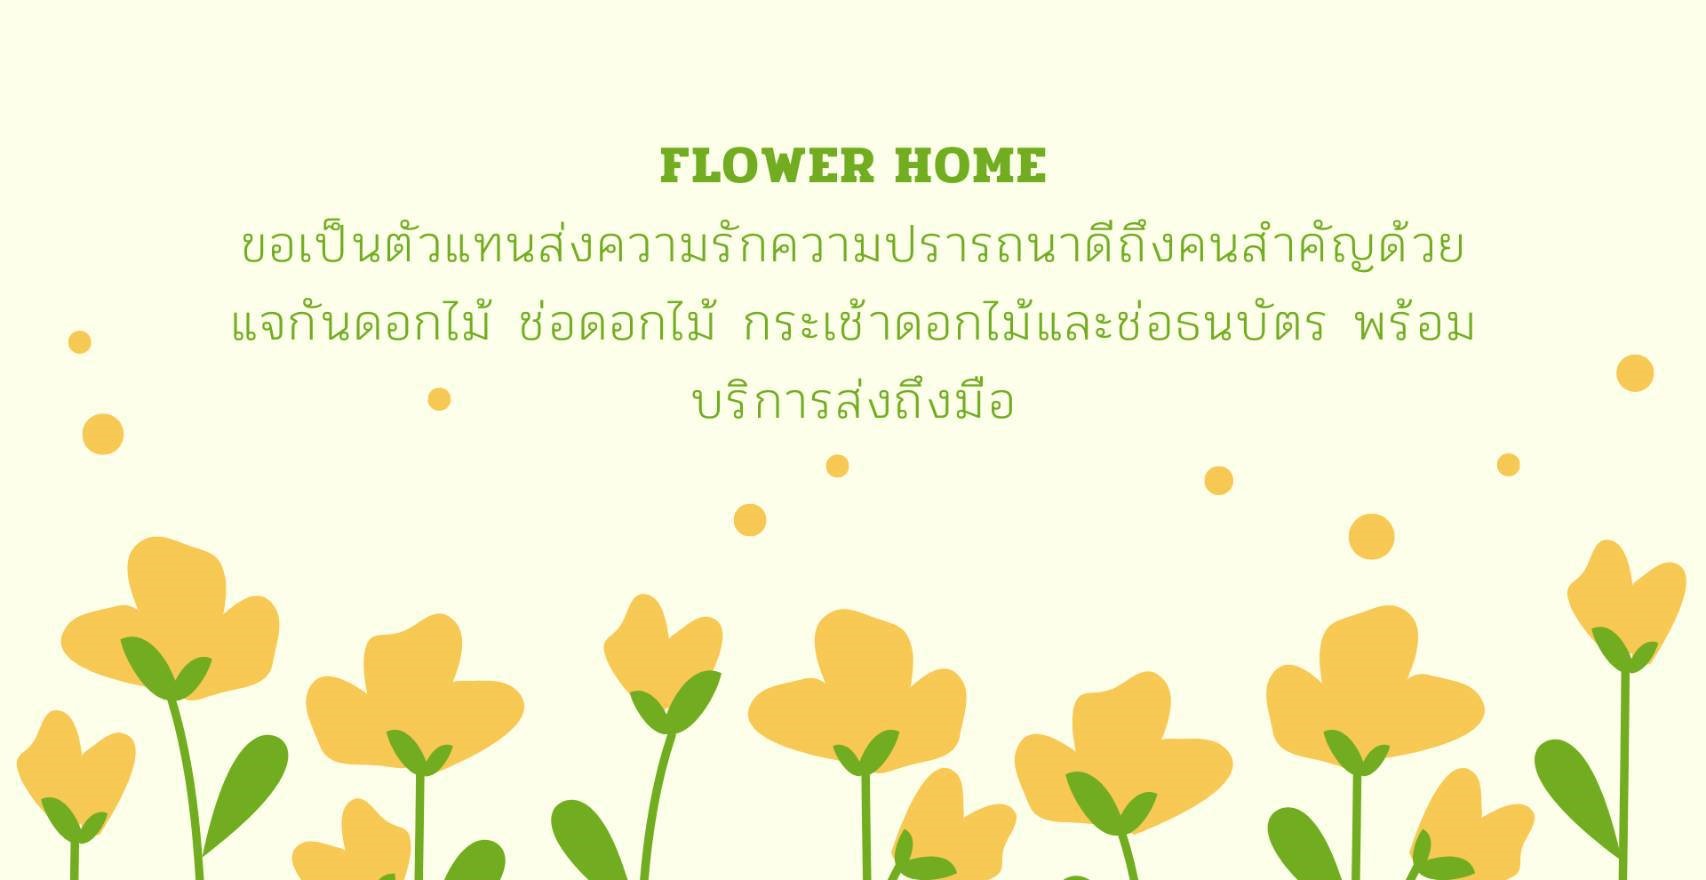 FLOWER HOME
ขอเป็นตัวแทนส่งความรักความปรารถนาดีถึงคนสำคัญด้วย
แจกันดอกไม้ ช่อดอกไม้ กระเช้าดอกไม้และช่อธนบัตร พร้อม
บริการส่งถึงมือ